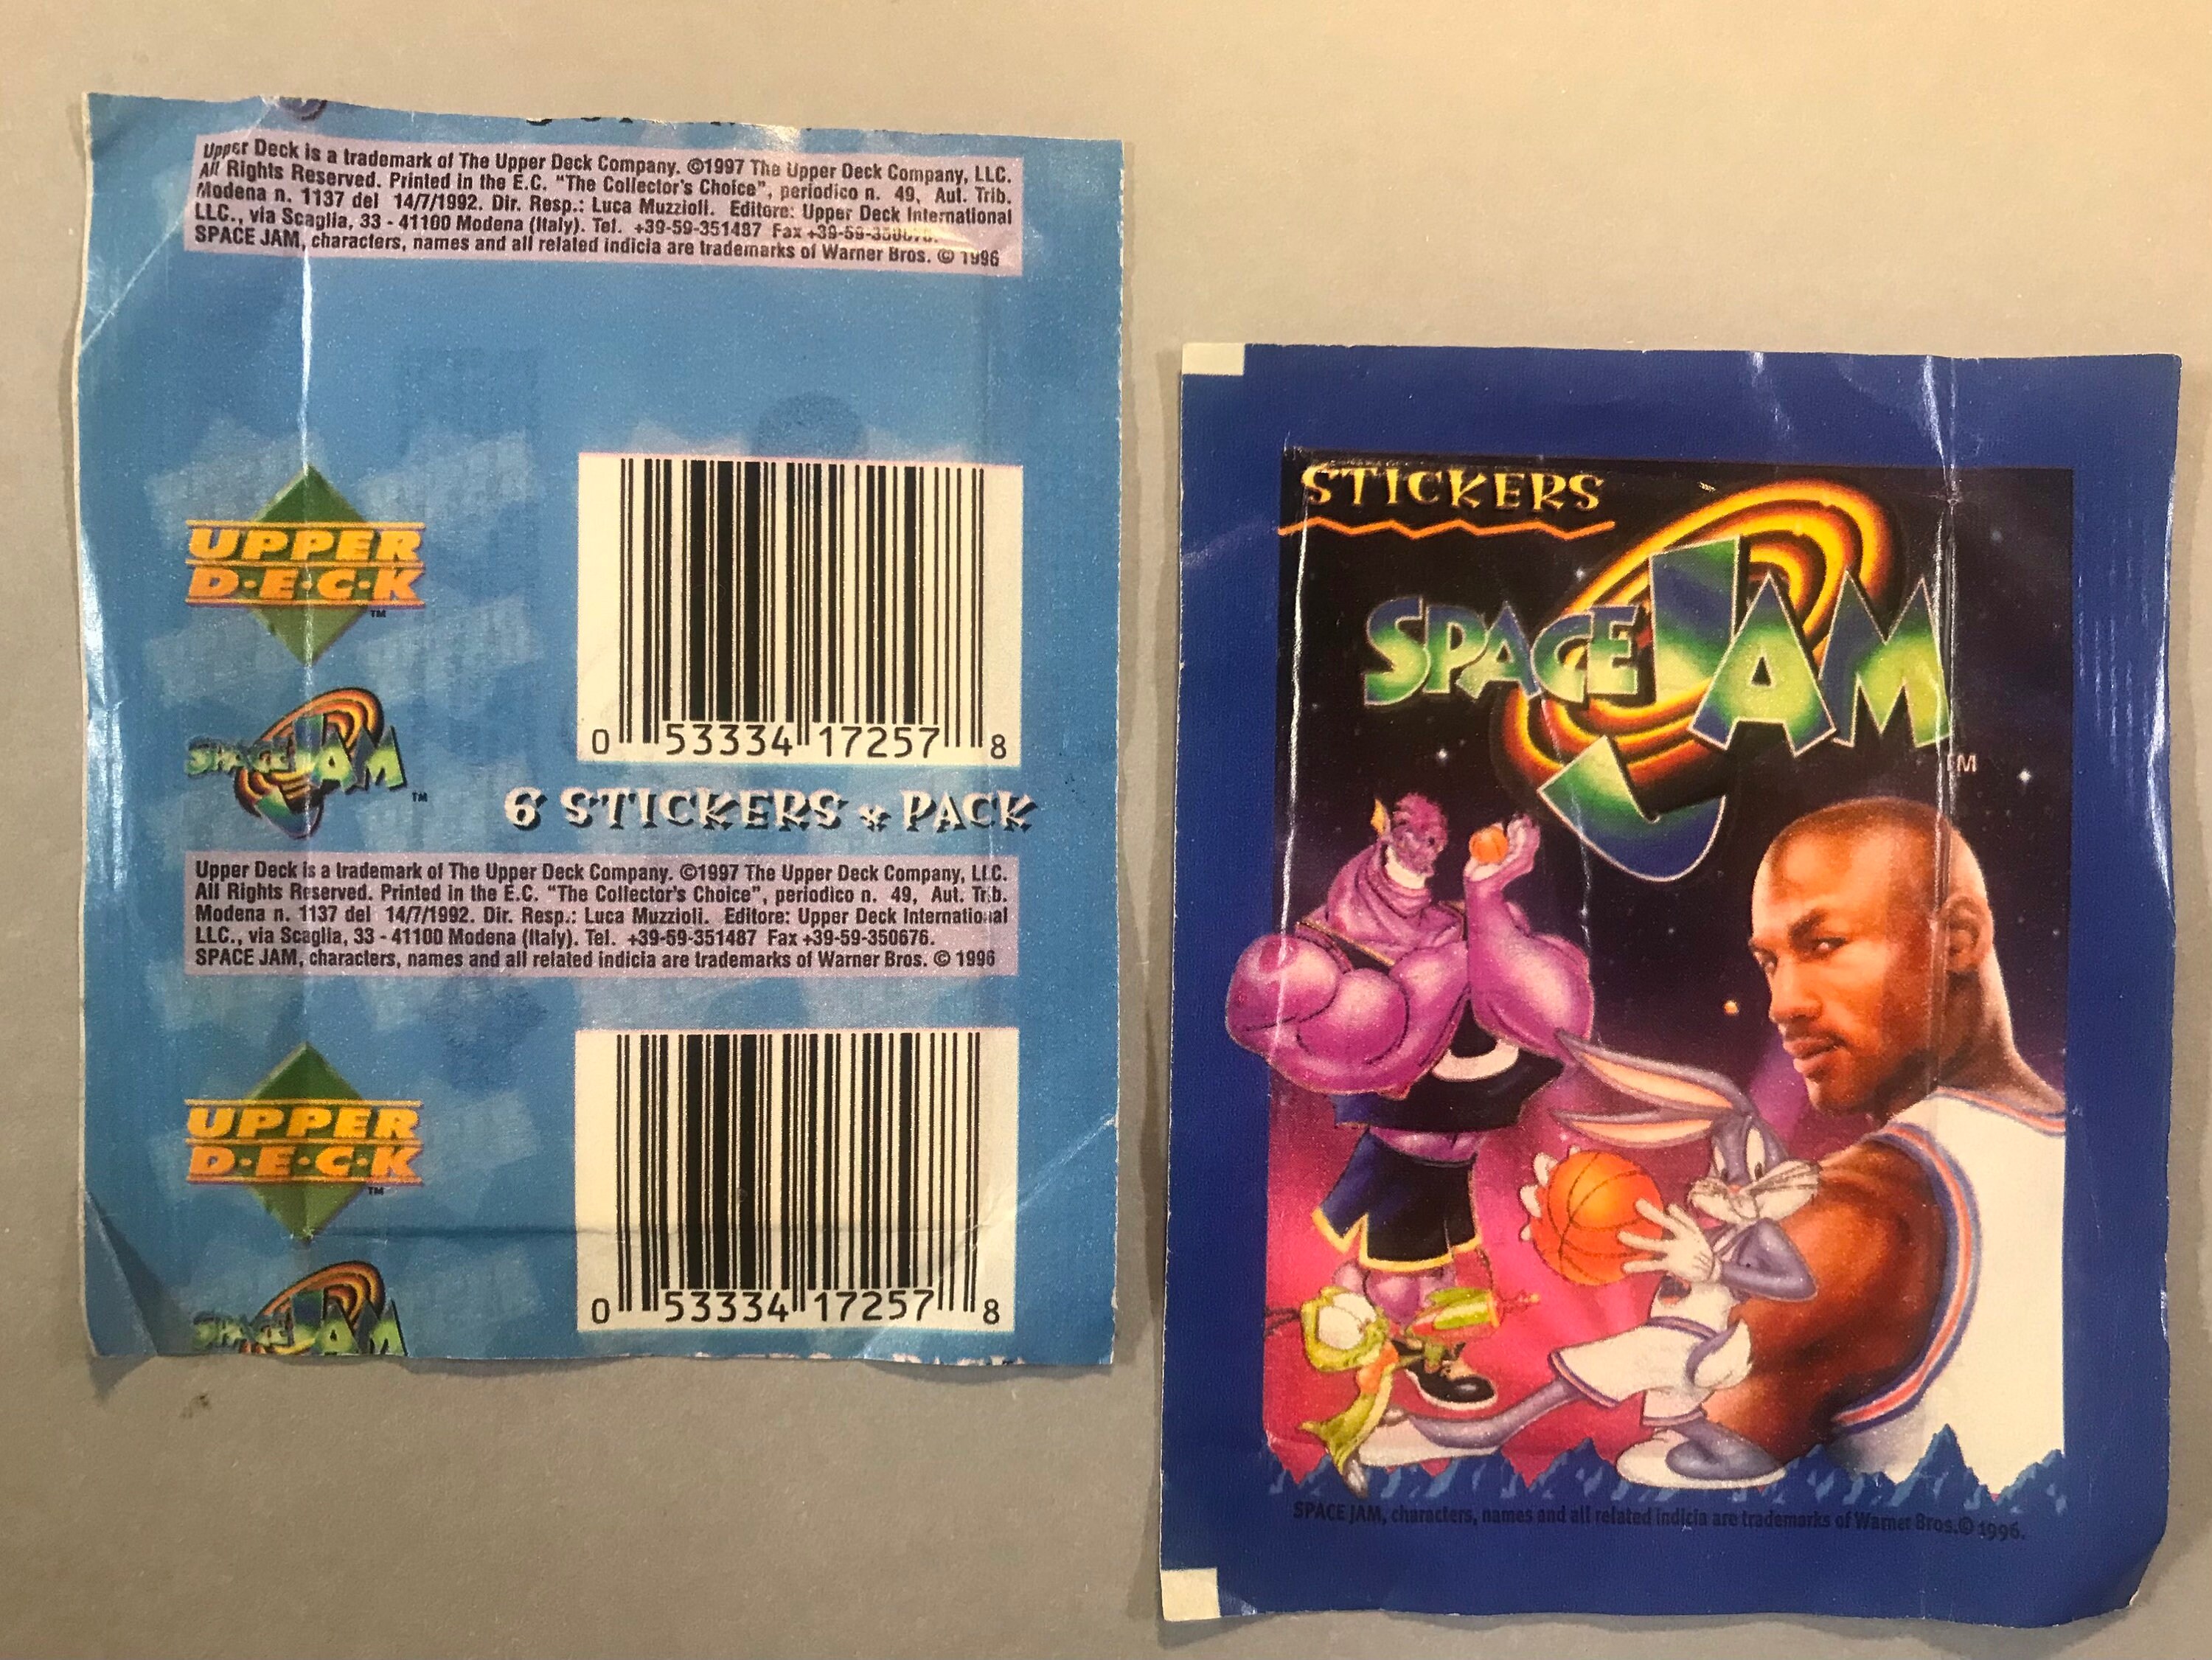 Upper Deck is a trademark of The Upper Deck Company. ©1997 The Upper Deck Company, LLC.
All Rights Reserved. Printed in the E.C. "The Collector's Choice", periodico n. 49, Aut. Trib.
Modena n. 1137 del 14/7/1992. Dir. Resp.: Luca Muzzioli. Editore: Upper Deck International
LLC., via Scaglia, 33 - 41100 Modena (Italy). Tel. +39-59-351487 Fax +39-59-350676.
SPACE JAM, characters, names and all related indicia are trademarks of Warner Bros. © 1996
UPPER
D·E·C·K
TM
SPACE JAM
TM
0 53334 17257 8
6 STICKERS * PACK
Upper Deck is a trademark of The Upper Deck Company. ©1997 The Upper Deck Company, LLC.
All Rights Reserved. Printed in the E.C. "The Collector's Choice", periodico n. 49, Aut. Trib.
Modena n. 1137 del 14/7/1992. Dir. Resp.: Luca Muzzioli. Editore: Upper Deck International
LLC., via Scaglia, 33 - 41100 Modena (Italy). Tel. +39-59-351487 Fax +39-59-350676.
SPACE JAM, characters, names and all related indicia are trademarks of Warner Bros. © 1996
UPPER
D·E·C·K
TM
SPACE JAM
0 53334 17257 8
STICKERS
SPACE JAM
TM
SPACE JAM, characters, names and all related indicia are trademarks of Warner Bros.© 1996.